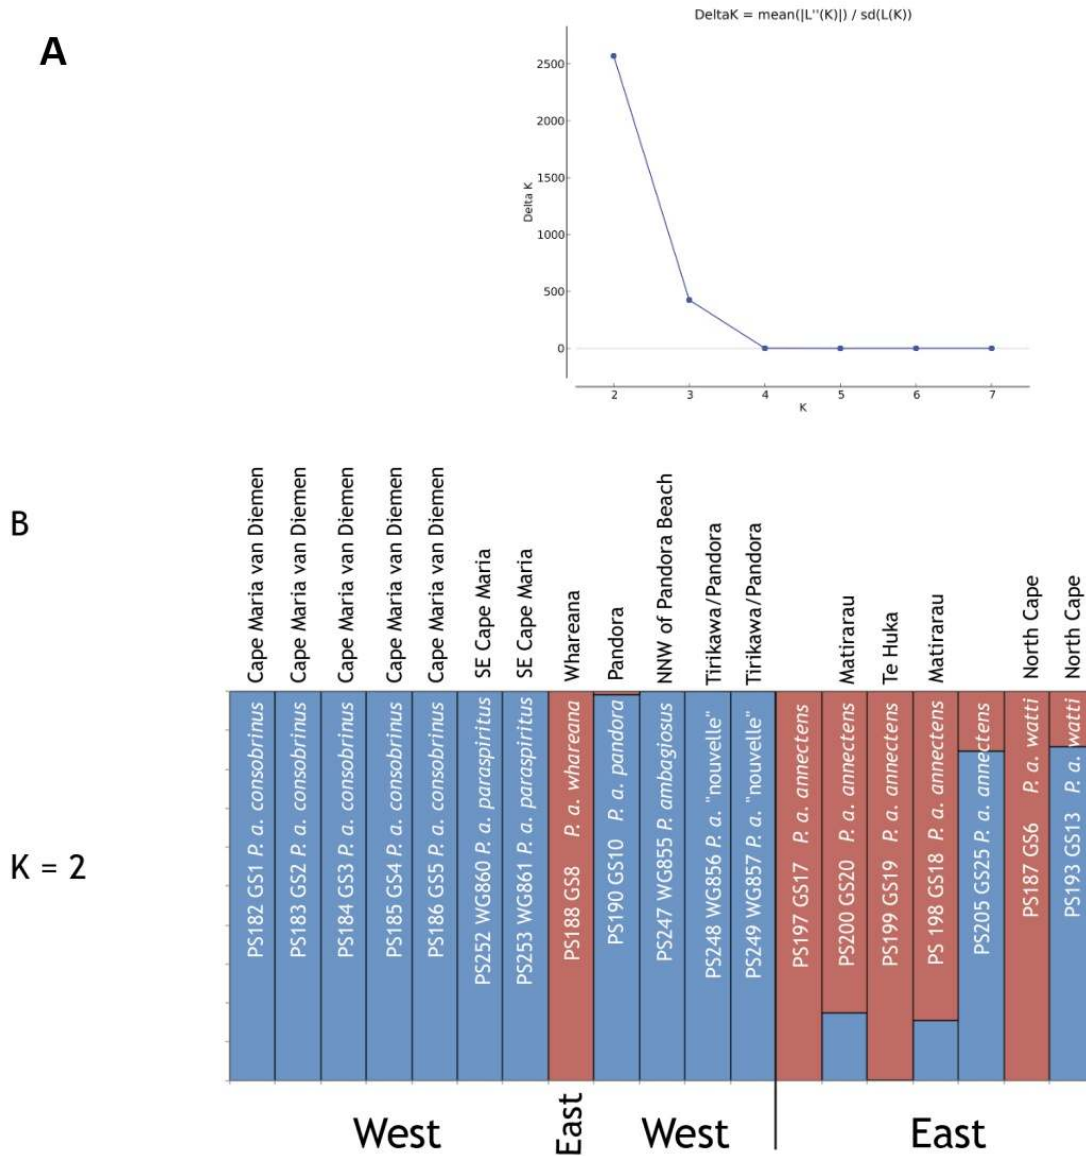 A
DeltaK = mean(|L''(K)|) / sd(L(K))
2500
2000
1500
1000
500
0
Delta K
2 3 4 5 6 7
K
B
Cape Maria van Diemen
Cape Maria van Diemen
Cape Maria van Diemen
Cape Maria van Diemen
Cape Maria van Diemen
SE Cape Maria
SE Cape Maria
Whareana
Pandora
NNW of Pandora Beach
Tirikawa/Pandora
Tirikawa/Pandora
Matirarau
Te Huka
Matirarau
North Cape
North Cape
K = 2
PS182 GS1 P. a. consobrinus
PS183 GS2 P. a. consobrinus
PS184 GS3 P. a. consobrinus
PS185 GS4 P. a. consobrinus
PS186 GS5 P. a. consobrinus
PS252 WG860 P. a. paraspiritus
PS253 WG861 P. a. paraspiritus
PS188 GS8 P. a. whareana
PS190 GS10 P. a. pandora
PS247 WG855 P. ambagiosus
PS248 WG856 P. a. "nouvelle"
PS249 WG857 P. a. "nouvelle"
PS197 GS17 P. a. annectens
PS200 GS20 P. a. annectens
PS199 GS19 P. a. annectens
PS 198 GS18 P. a. annectens
PS205 GS25 P. a. annectens
PS187 GS6 P. a. watti
PS193 GS13 P. a. watti
West
East
West
East